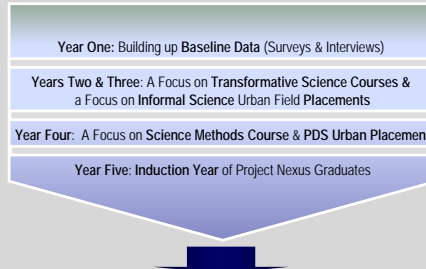 Year One: Building up Baseline Data (Surveys & Interviews)
Years Two & Three: A Focus on Transformative Science Courses &
a Focus on Informal Science Urban Field Placements
Year Four: A Focus on Science Methods Course & PDS Urban Placemen
Year Five: Induction Year of Project Nexus Graduates